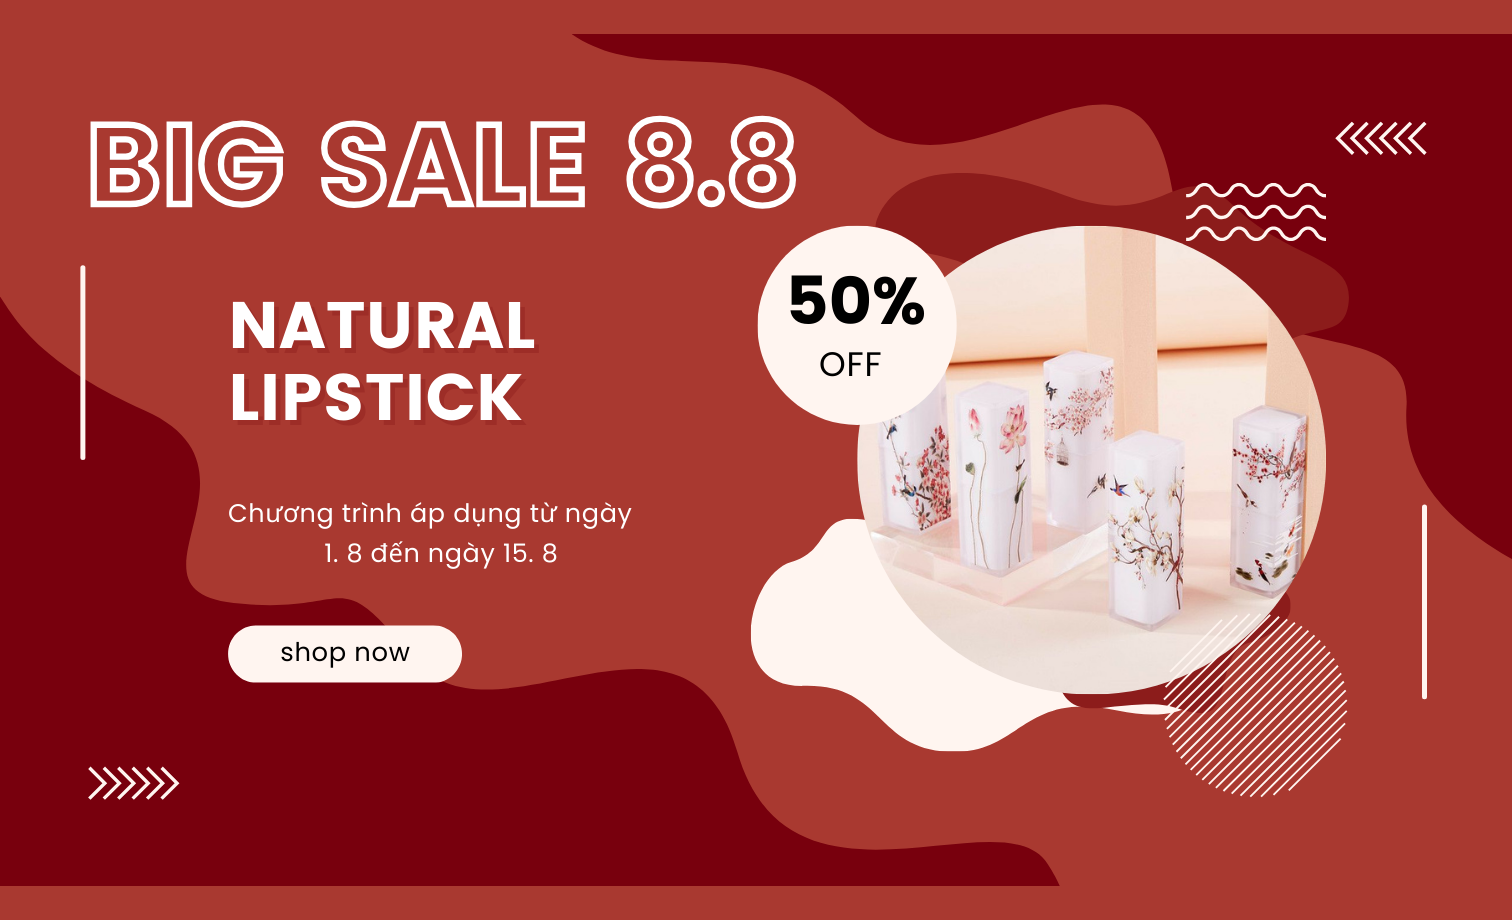 BIG SALE 8.8
50%
OFF
NATURAL
LIPSTICK
Chương trình áp dụng từ ngày
1. 8 đến ngày 15. 8
shop now